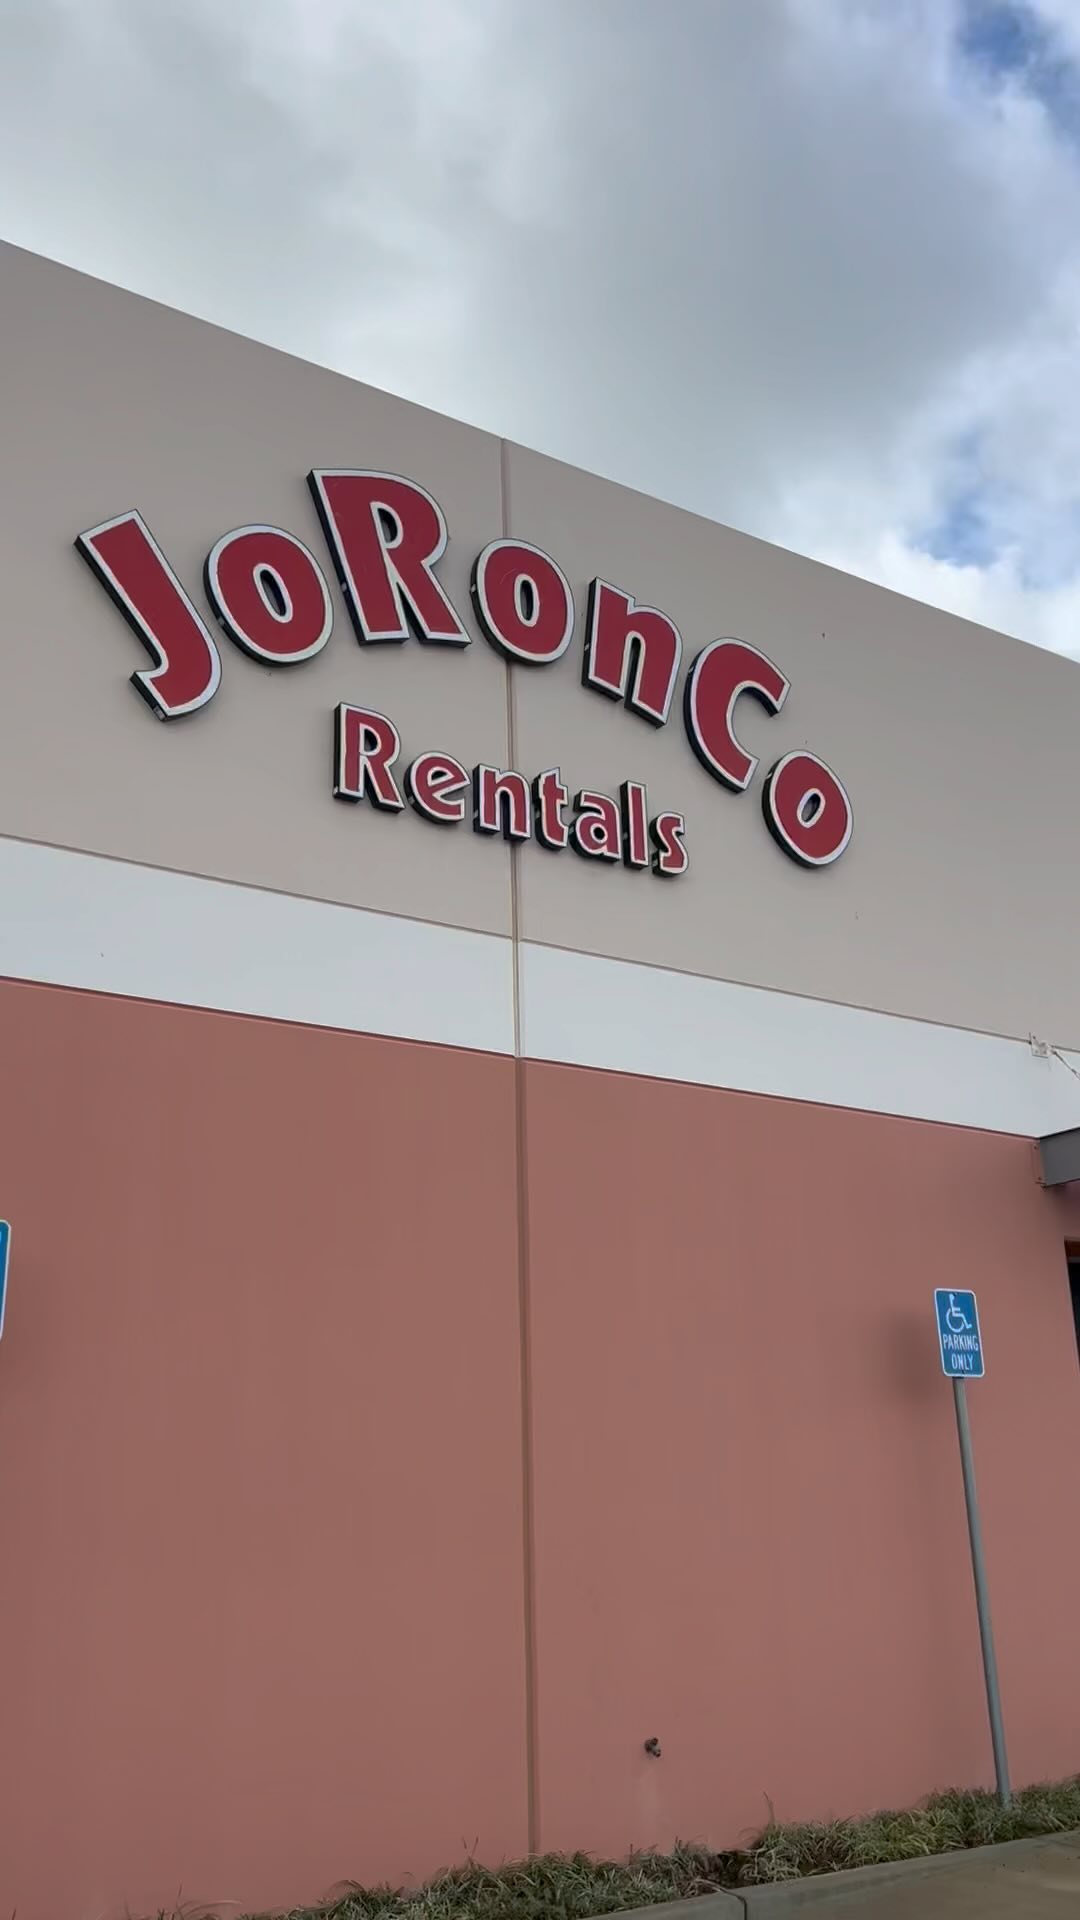 JoRonCo
Rentals
PARKING
ONLY